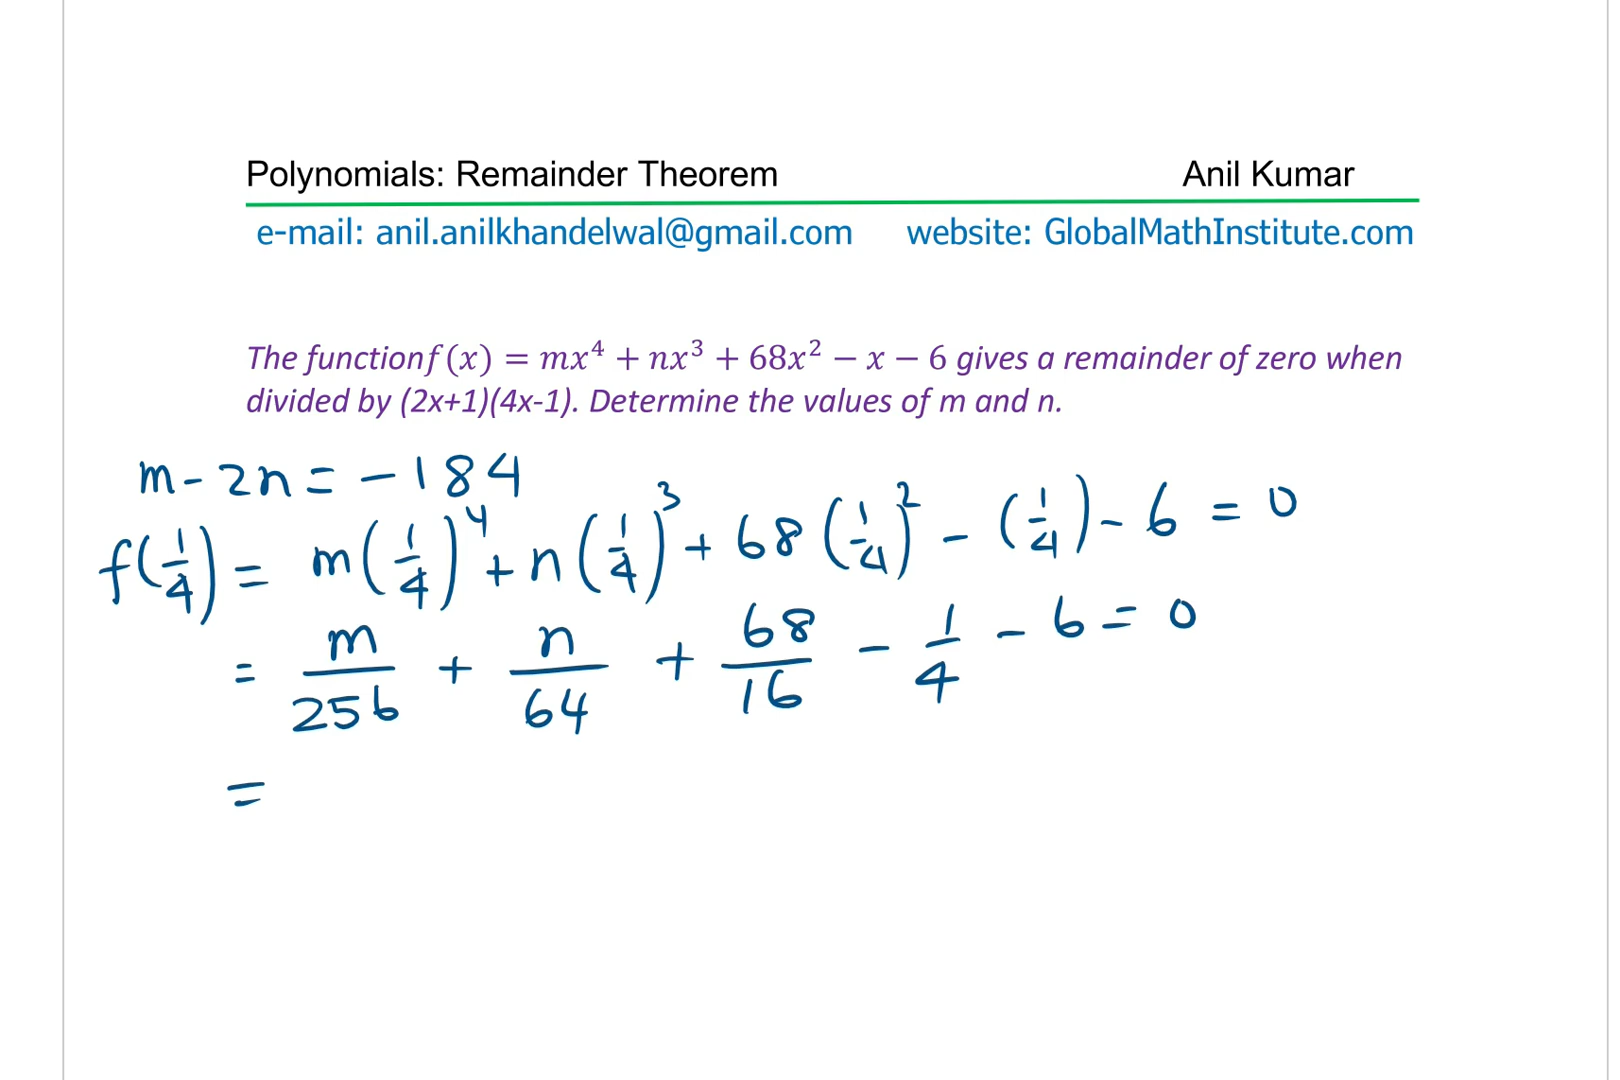 Polynomials: Remainder Theorem Anil Kumar
e-mail: anil.anilkhandelwal@gmail.com website: GlobalMathInstitute.com
The functionf(x) = mx⁴ + nx³ + 68x² − x − 6 gives a remainder of zero when
divided by (2x+1)(4x-1). Determine the values of m and n.
m - 2n = -184
f(1/4) = m(1/4)⁴ + n(1/4)³ + 68(1/4)² - (1/4) - 6 = 0
= m/256 + n/64 + 68/16 - 1/4 - 6 = 0
=